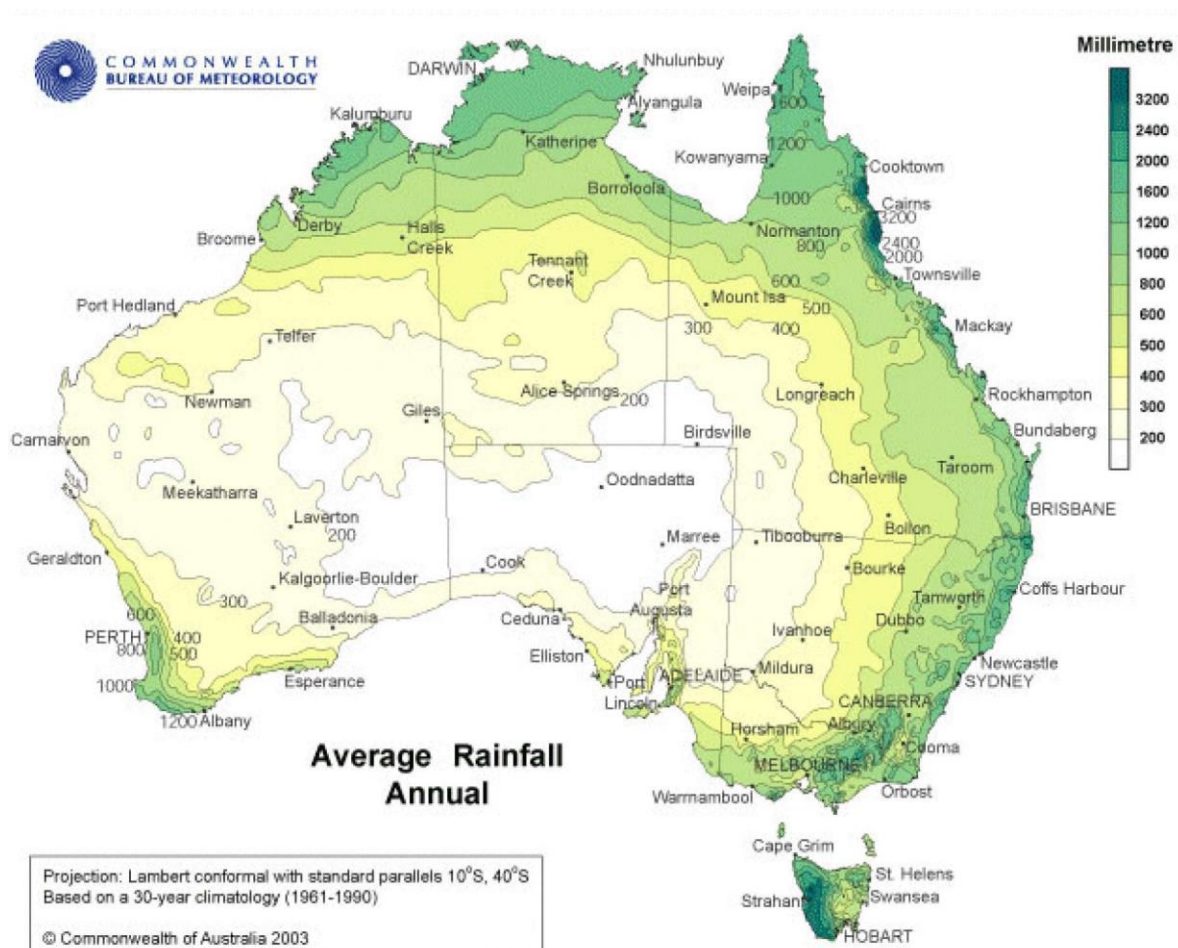 COMMONWEALTH
BUREAU OF METEOROLOGY
Millimetre
3200
2400
2000
1600
1200
1000
800
600
500
400
300
200
DARWIN
Nhulunbuy
Weipa
1600
Alyangula
Kalumburu
Katherine
1200
Kowanyama
Cooktown
Borroloola
1000
Cairns
3200
Derby
Halls
Creek
Normanton
Broome
800
2400
2000
Tennant
Creek
600
Townsville
Port Hedland
Mount Isa
500
300
400
Mackay
Telfer
Newman
Alice Springs
200
Longreach
Rockhampton
Giles
Bundaberg
Birdsville
Carnarvon
Taroom
Charleville
Oodnadatta
Meekatharra
BRISBANE
Laverton
200
Bollon
Marree
Tibooburra
Geraldton
Cook
Bourke
Kalgoorlie-Boulder
Port
Augusta
Coffs Harbour
300
Tamworth
600
Balladonia
Ceduna
Dubbo
PERTH
400
800
500
Ivanhoe
Elliston
Newcastle
Mildura
ADELAIDE
SYDNEY
1000
Esperance
Port
Lincoln
CANBERRA
1200
Albany
Horsham
Albury
Cooma
MELBOURNE
Warrnambool
Orbost
Average Rainfall
Annual
Cape Grim
St. Helens
Strahan
Swansea
HOBART
Projection: Lambert conformal with standard parallels 10°S, 40°S
Based on a 30-year climatology (1961-1990)
© Commonwealth of Australia 2003